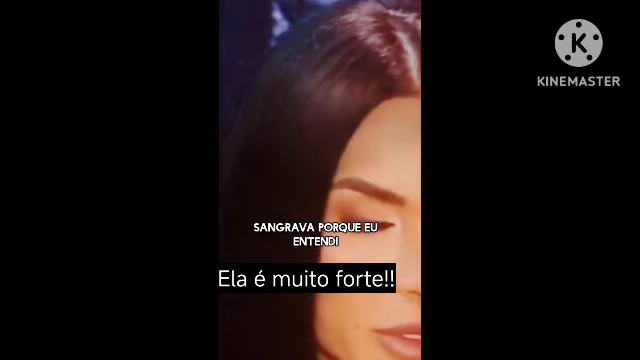 KINEMASTER
SANGRAVA PORQUE EU
ENTENDI
Ela é muito forte!!